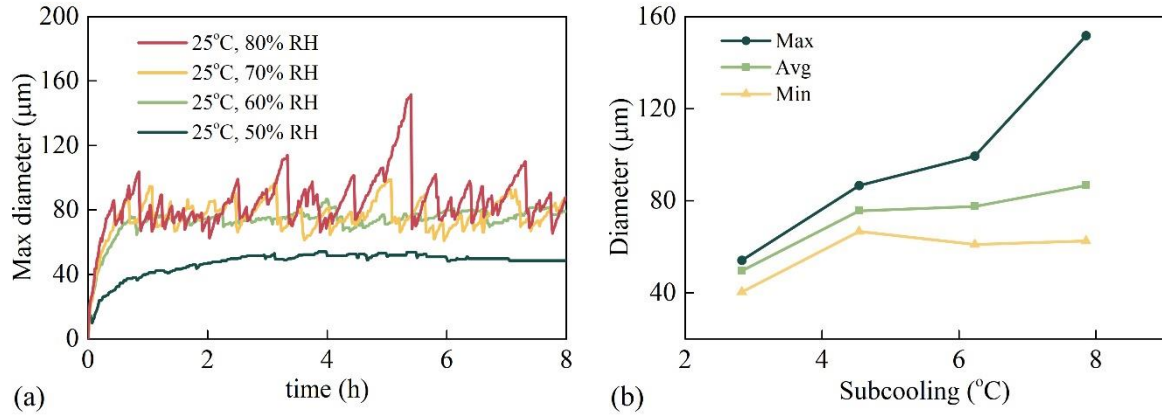 200
160
120
80
40
0
Max diameter (μm)
25°C, 80% RH
25°C, 70% RH
25°C, 60% RH
25°C, 50% RH
0 2 4 6 8
time (h)
(a)
160
120
80
40
Diameter (μm)
Max
Avg
Min
2 4 6 8
Subcooling (°C)
(b)